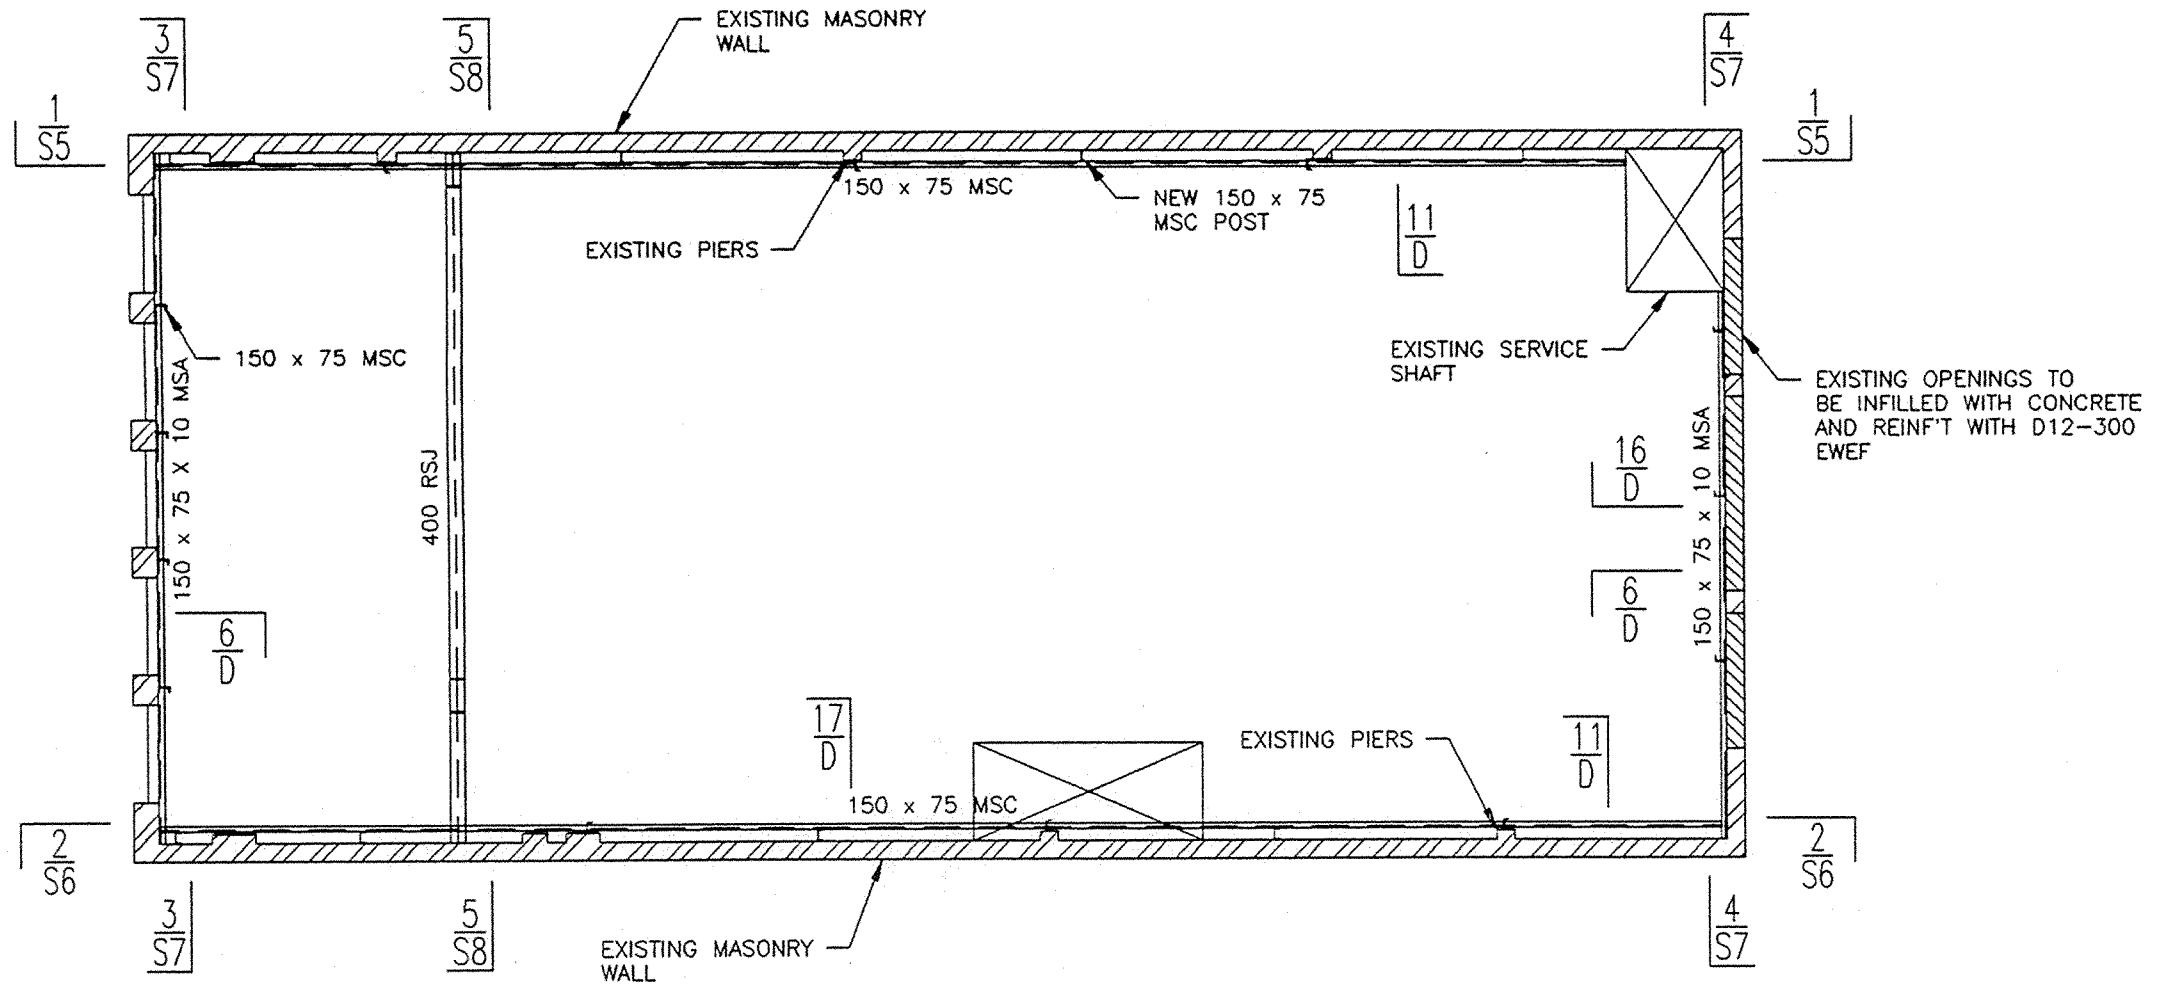 3
S7
5
S8
EXISTING MASONRY
WALL
4
S7
1
S5
1
S5
150 x 75 MSC
NEW 150 x 75
MSC POST
EXISTING PIERS
11
D
150 x 75 MSC
EXISTING SERVICE
SHAFT
EXISTING OPENINGS TO
BE INFILLED WITH CONCRETE
AND REINF'T WITH D12-300
EWEF
150 x 75 X 10 MSA
400 RSJ
16
D
150 x 75 x 10 MSA
6
D
6
D
17
D
EXISTING PIERS
11
D
150 x 75 MSC
2
S6
2
S6
3
S7
5
S8
EXISTING MASONRY
WALL
4
S7